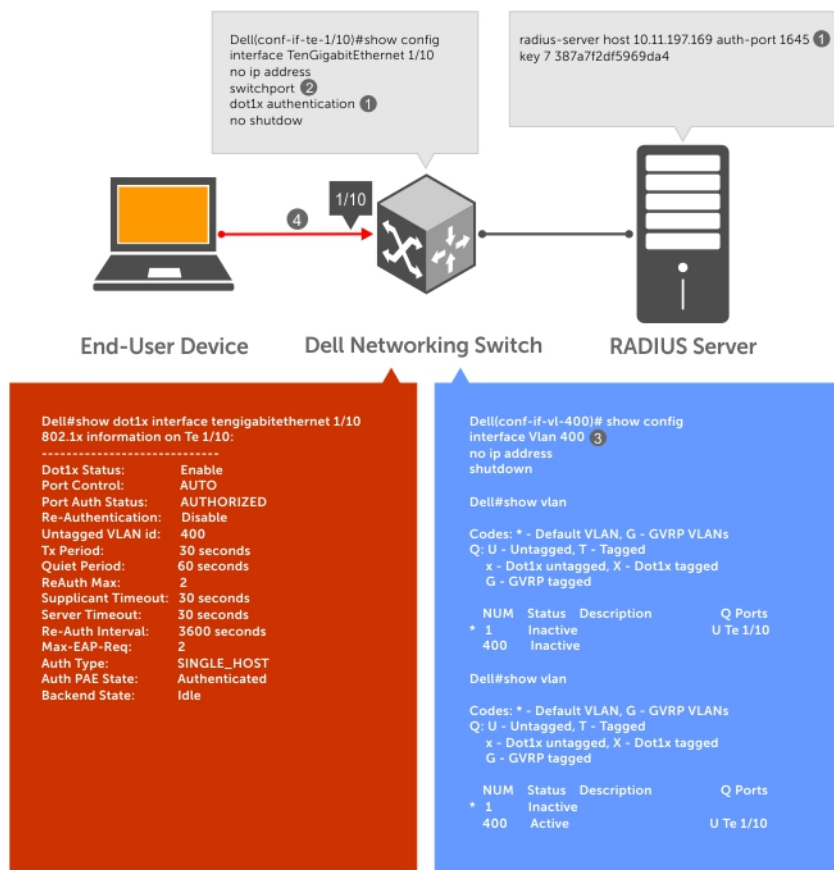 Dell(conf-if-te-1/10)#show config
interface TenGigabitEthernet 1/10
no ip address
switchport 2
dot1x authentication 1
no shutdow
radius-server host 10.11.197.169 auth-port 1645 1
key 7 387a7f2df5969da4
1/10
4
End-User Device
Dell Networking Switch
RADIUS Server
Dell#show dot1x interface tengigabitethernet 1/10
802.1x information on Te 1/10:
-----------------------------
Dot1x Status: Enable
Port Control: AUTO
Port Auth Status: AUTHORIZED
Re-Authentication: Disable
Untagged VLAN id: 400
Tx Period: 30 seconds
Quiet Period: 60 seconds
ReAuth Max: 2
Supplicant Timeout: 30 seconds
Server Timeout: 30 seconds
Re-Auth Interval: 3600 seconds
Max-EAP-Req: 2
Auth Type: SINGLE_HOST
Auth PAE State: Authenticated
Backend State: Idle
Dell(conf-if-vl-400)# show config
interface Vlan 400 3
no ip address
shutdown
Dell#show vlan
Codes: * - Default VLAN, G - GVRP VLANs
Q: U - Untagged, T - Tagged
x - Dot1x untagged, X - Dot1x tagged
G - GVRP tagged
NUM Status Description Q Ports
* 1 Inactive U Te 1/10
400 Inactive
Dell#show vlan
Codes: * - Default VLAN, G - GVRP VLANs
Q: U - Untagged, T - Tagged
x - Dot1x untagged, X - Dot1x tagged
G - GVRP tagged
NUM Status Description Q Ports
* 1 Inactive
400 Active U Te 1/10